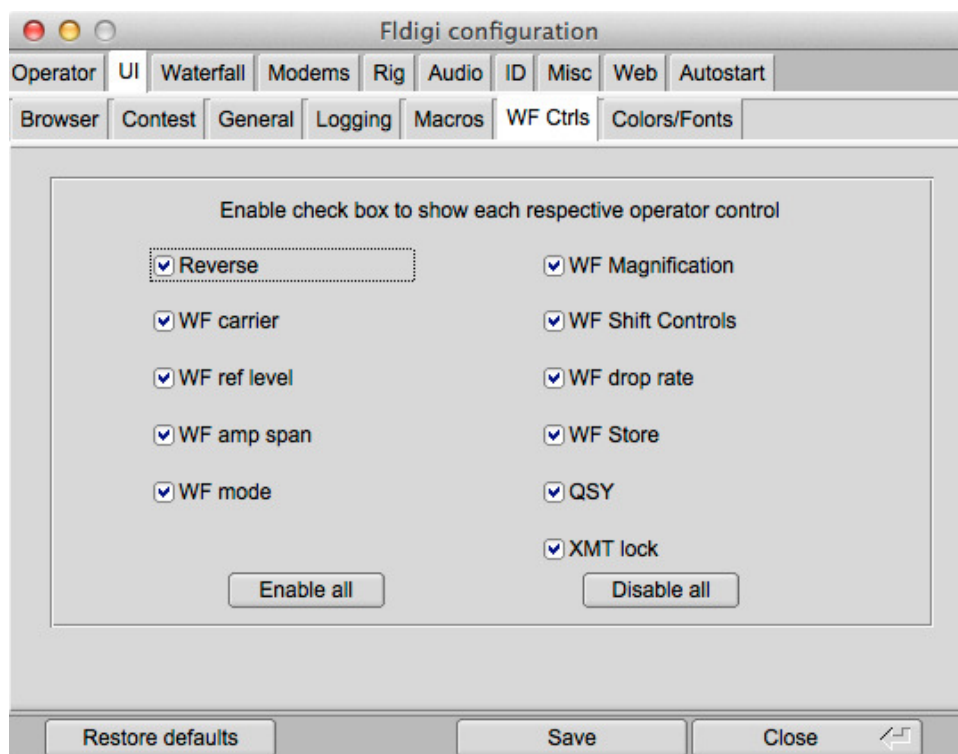 Fldigi configuration
Operator UI Waterfall Modems Rig Audio ID Misc Web Autostart
Browser Contest General Logging Macros WF Ctrls Colors/Fonts
Enable check box to show each respective operator control
Reverse WF Magnification
WF carrier WF Shift Controls
WF ref level WF drop rate
WF amp span WF Store
WF mode QSY
XMT lock
Enable all Disable all
Restore defaults Save Close